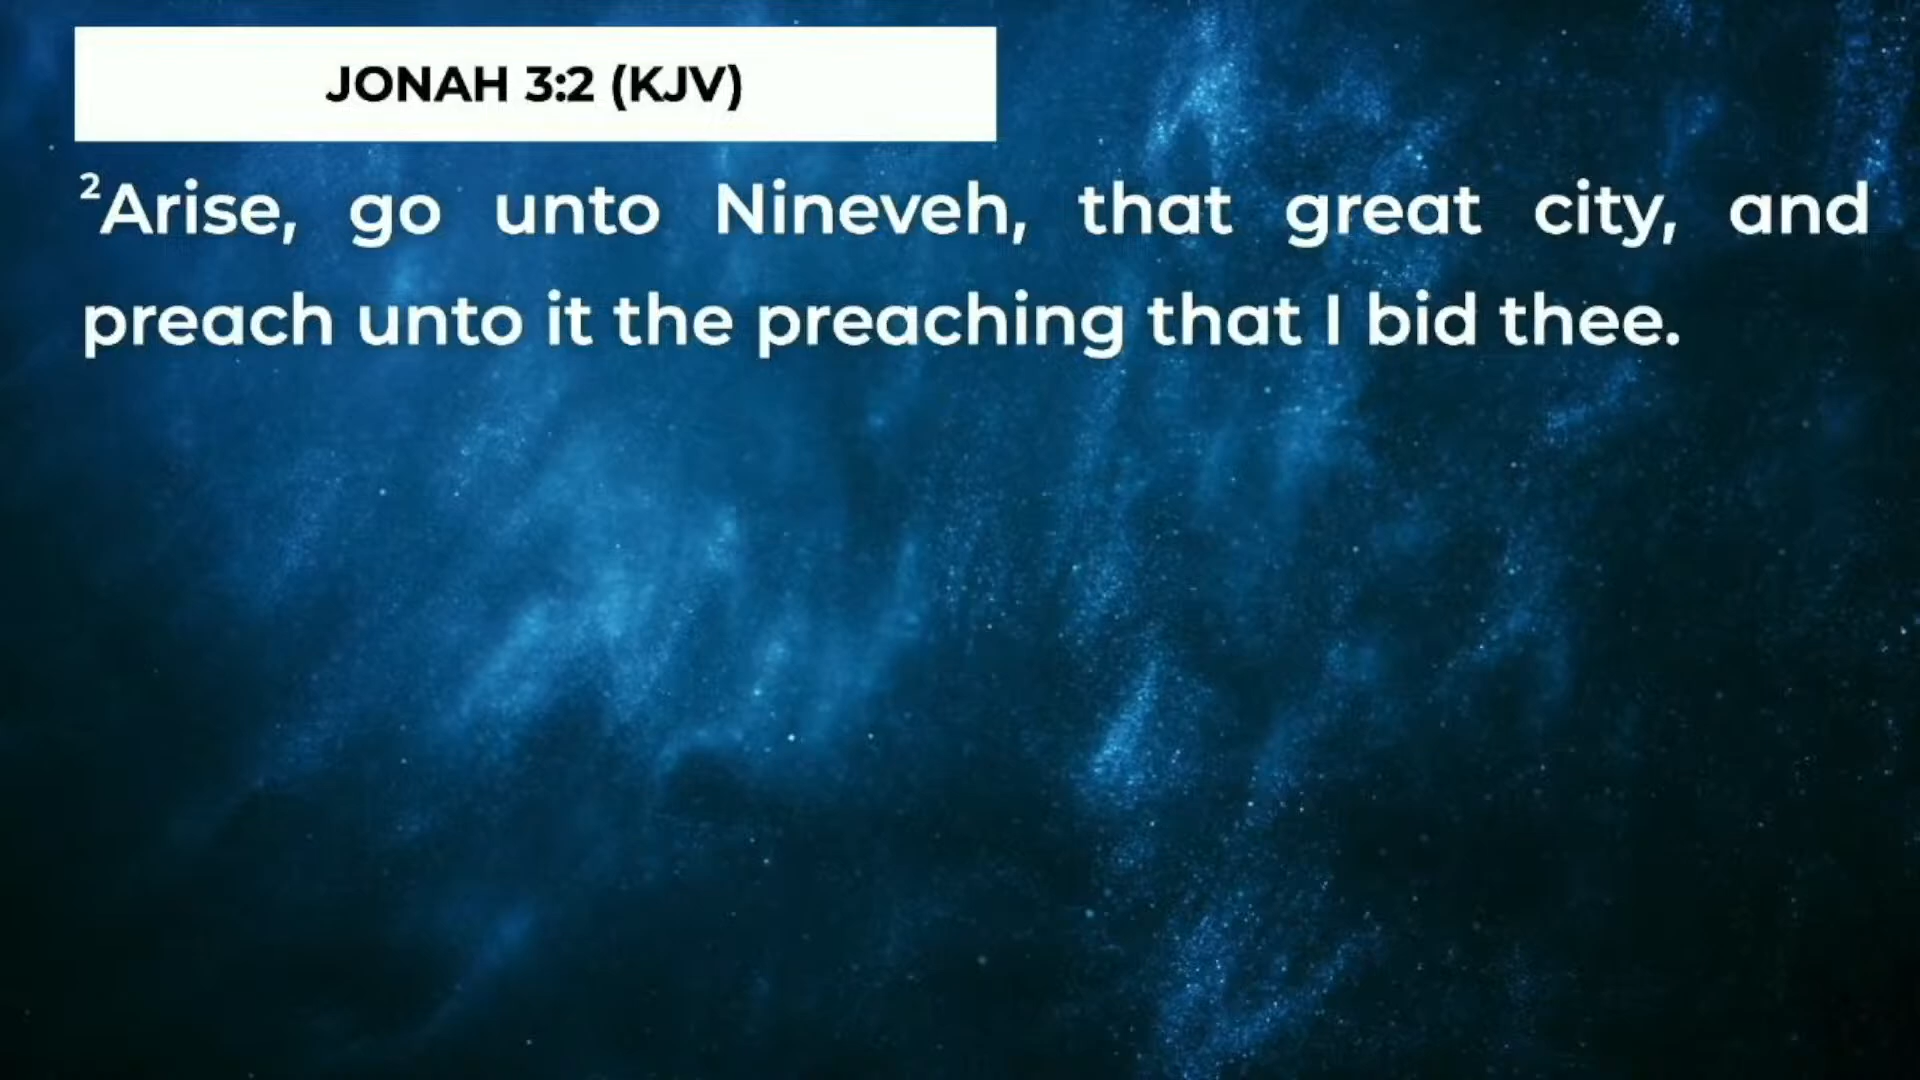 JONAH 3:2 (KJV)
²Arise, go unto Nineveh, that great city, and
preach unto it the preaching that I bid thee.